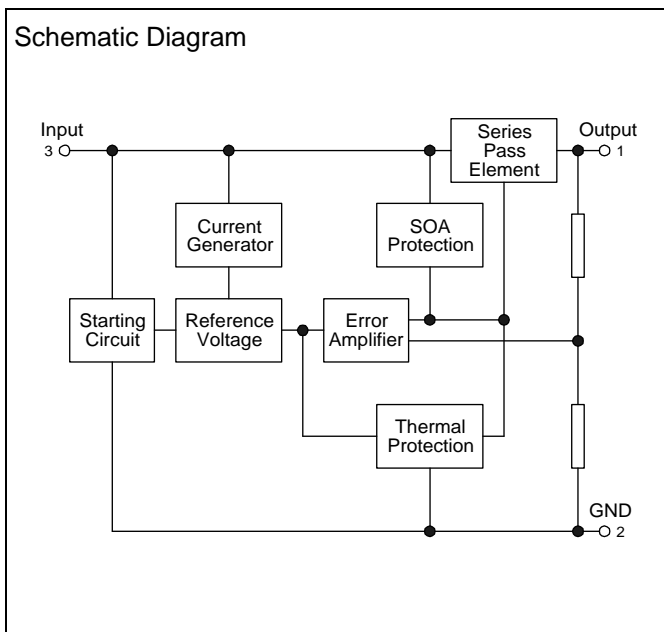 Schematic Diagram
Input
3
Series
Pass
Element
Output
1
Current
Generator
SOA
Protection
Starting
Circuit
Reference
Voltage
Error
Amplifier
Thermal
Protection
GND
2